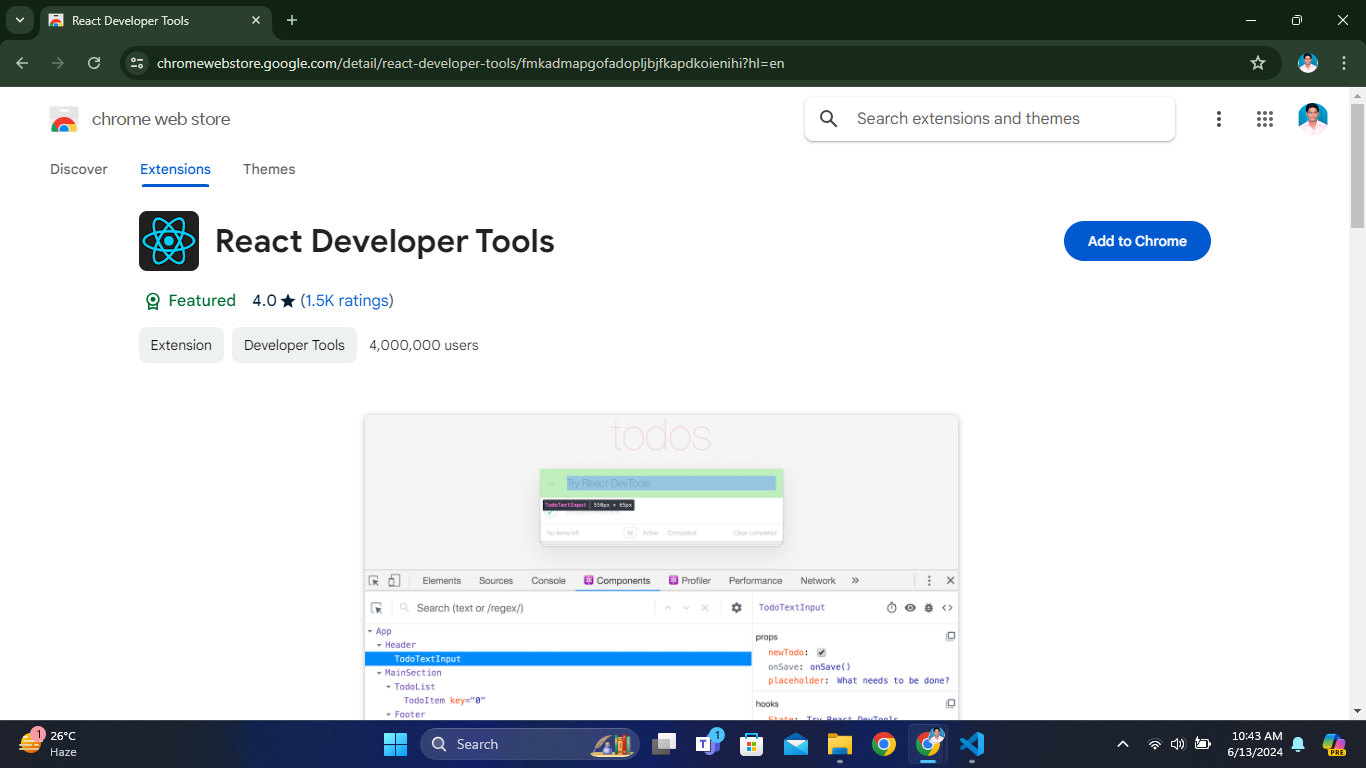 React Developer Tools
chromewebstore.google.com/detail/react-developer-tools/fmkadmapgofadopljbjfkapdkoienihi?hl=en
chrome web store
Search extensions and themes
Discover
Extensions
Themes
React Developer Tools
Add to Chrome
Featured 4.0 ★ (1.5K ratings)
Extension
Developer Tools
4,000,000 users
todos
Try React DevTools
TodoTextInput | 550px × 65px
No items left
All
Active
Completed
Clear completed
Elements
Sources
Console
Components
Profiler
Performance
Network
»
Search (text or /regex/)
TodoTextInput
App
Header
TodoTextInput
MainSection
TodoList
TodoItem key="0"
Footer
props
newTodo:
onSave: onSave()
placeholder: What needs to be done?
hooks
State: Try React DevTools
1
26°C
Haze
Search
1
PRE
10:43 AM
6/13/2024